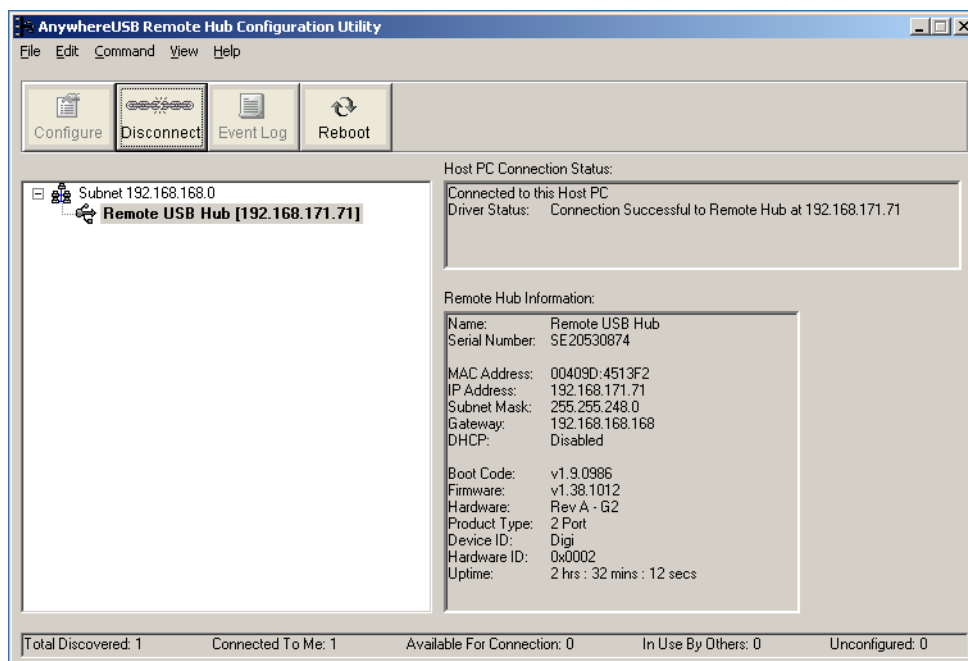 AnywhereUSB Remote Hub Configuration Utility
File Edit Command View Help
Configure Disconnect Event Log Reboot
Subnet 192.168.168.0
Remote USB Hub [192.168.171.71]
Host PC Connection Status:
Connected to this Host PC
Driver Status: Connection Successful to Remote Hub at 192.168.171.71
Remote Hub Information:
Name: Remote USB Hub
Serial Number: SE20530874
MAC Address: 00409D:4513F2
IP Address: 192.168.171.71
Subnet Mask: 255.255.248.0
Gateway: 192.168.168.168
DHCP: Disabled
Boot Code: v1.9.0986
Firmware: v1.38.1012
Hardware: Rev A - G2
Product Type: 2 Port
Device ID: Digi
Hardware ID: 0x0002
Uptime: 2 hrs : 32 mins : 12 secs
Total Discovered: 1 Connected To Me: 1 Available For Connection: 0 In Use By Others: 0 Unconfigured: 0